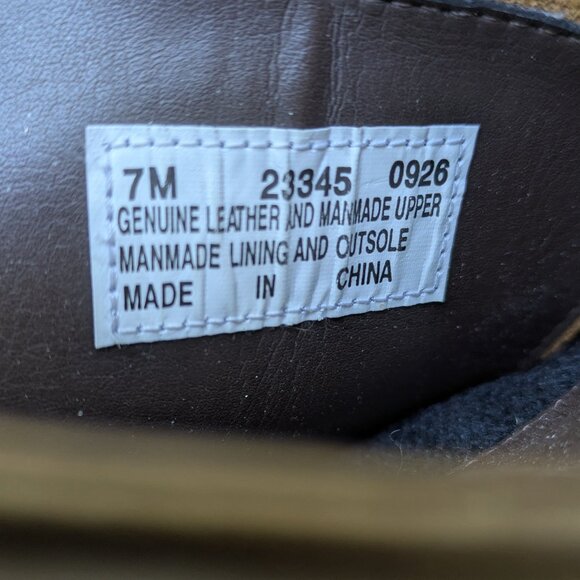 7M 23345 0926
GENUINE LEATHER AND MANMADE UPPER
MANMADE LINING AND OUTSOLE
MADE IN CHINA